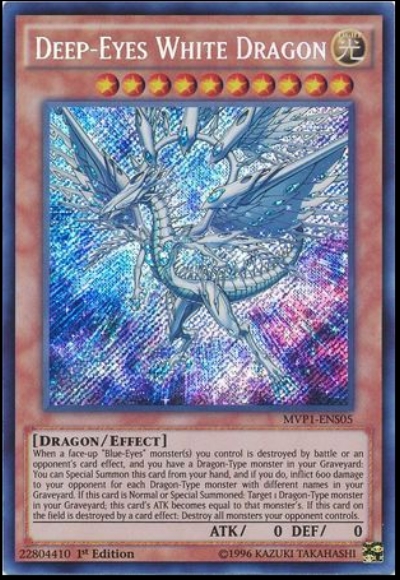 DEEP-EYES WHITE DRAGON
LIGHT
光
MVP1-ENS05
[DRAGON/EFFECT]
When a face-up "Blue-Eyes" monster(s) you control is destroyed by battle or an
opponent's card effect, and you have a Dragon-Type monster in your Graveyard:
You can Special Summon this card from your hand, and if you do, inflict 600 damage
to your opponent for each Dragon-Type monster with different names in your
Graveyard. If this card is Normal or Special Summoned: Target 1 Dragon-Type monster
in your Graveyard; this card's ATK becomes equal to that monster's. If this card on
the field is destroyed by a card effect: Destroy all monsters your opponent controls.
ATK/ 0 DEF/ 0
22804410 1st Edition ©1996 KAZUKI TAKAHASHI